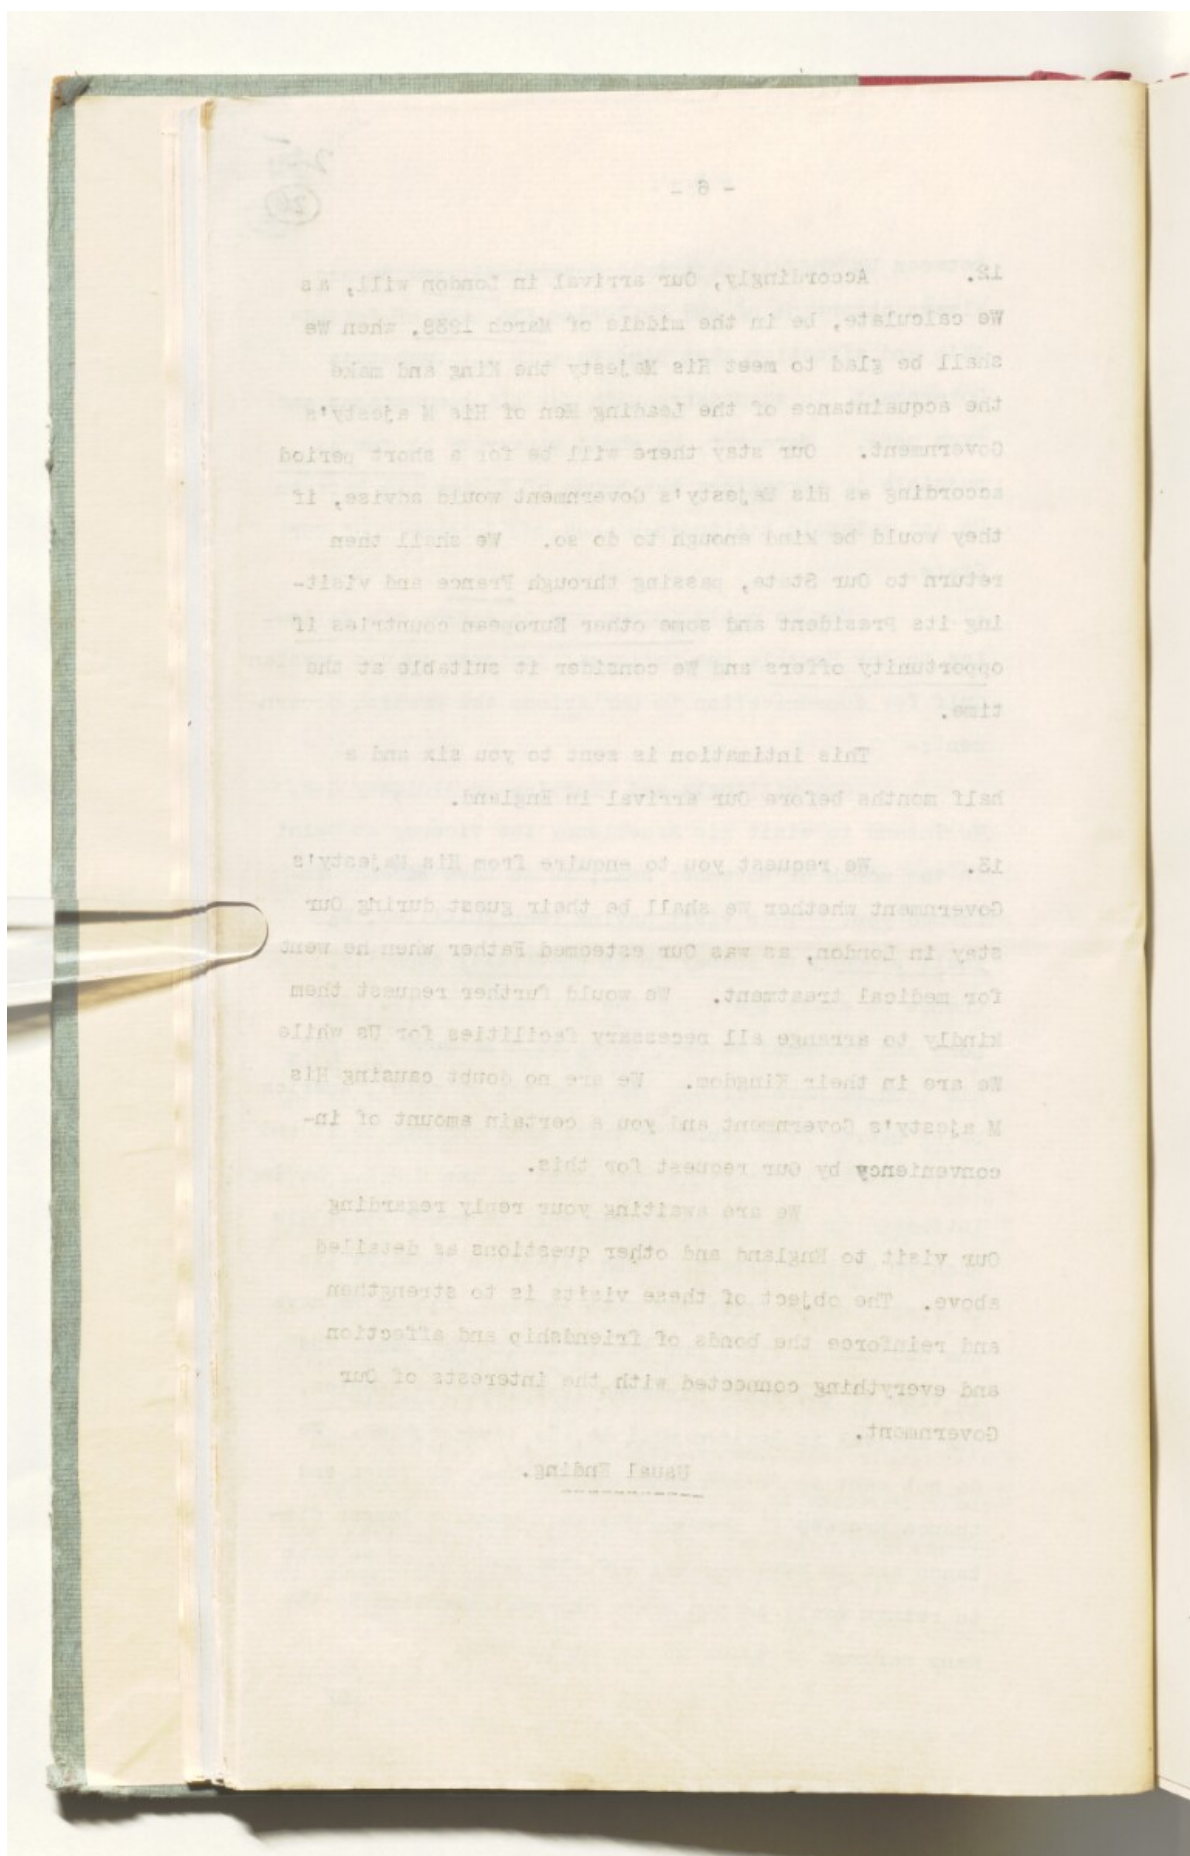 - 6 -
12. Accordingly, Our arrival in London will, as
We calculate, be in the middle of March 1938, when We
shall be glad to meet His Majesty the King and make
the acquaintance of the Leading Men of His M ajesty's
Government. Our stay there will be for a short period
according as His Majesty's Government would advise, if
they would be kind enough to do so. We shall then
return to Our State, passing through France and visit-
ing its President and some other European countries if
opportunity offers and We consider it suitable at the
time.
This intimation is sent to you six and a
half months before Our arrival in England.
13. We request you to enquire from His Majesty's
Government whether We shall be their guest during Our
stay in London, as was Our esteemed Father when he went
for medical treatment. We would further request them
kindly to arrange all necessary facilities for Us while
We are in their Kingdom. We are no doubt causing His
M ajesty's Government and you a certain amount of in-
conveniency by Our request for this.
We are awaiting your reply regarding
Our visit to England and other questions as detailed
above. The object of these visits is to strengthen
and reinforce the bonds of friendship and affection
and everything connected with the interests of Our
Government.
Usual Ending.